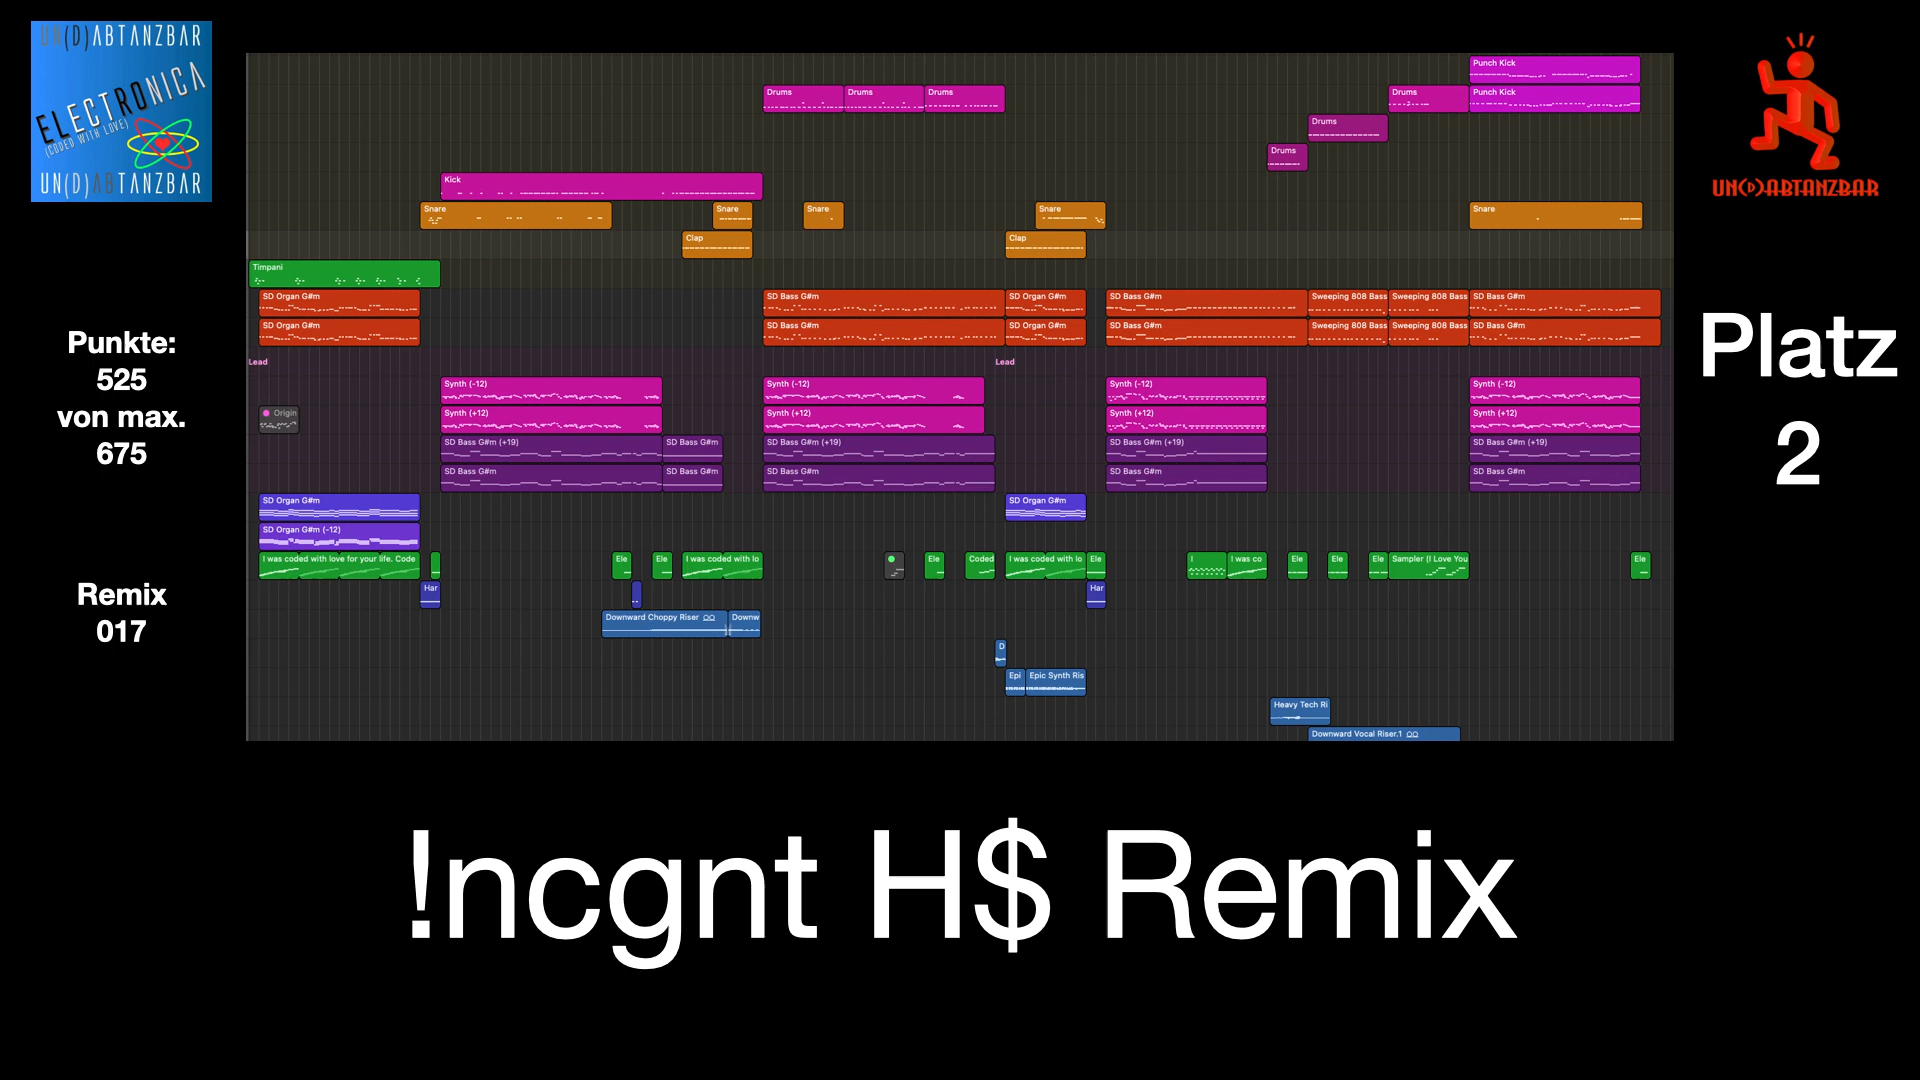 UN(D)ABTANZBAR
ELECTRONICA
(CODED WITH LOVE)
UN(D)ABTANZBAR
Punkte:
525
von max.
675
Remix
017
Punch Kick
Drums Drums Drums Drums Punch Kick
Drums
Drums
Kick
Snare Snare Snare Snare Snare
Clap Clap
Timpani
SD Organ G#m SD Bass G#m SD Organ G#m SD Bass G#m Sweeping 808 Bass Sweeping 808 Bass SD Bass G#m
SD Organ G#m SD Bass G#m SD Organ G#m SD Bass G#m Sweeping 808 Bass Sweeping 808 Bass SD Bass G#m
Lead Lead
Synth (-12) Synth (-12) Synth (-12) Synth (-12)
Origin Synth (+12) Synth (+12) Synth (+12) Synth (+12)
SD Bass G#m (+19) SD Bass G#m SD Bass G#m (+19) SD Bass G#m (+19) SD Bass G#m (+19)
SD Bass G#m SD Bass G#m SD Bass G#m SD Bass G#m SD Bass G#m
SD Organ G#m SD Organ G#m
SD Organ G#m (-12)
I was coded with love for your life. Code Ele Ele I was coded with lo Ele Coded I was coded with lo Ele I I was co Ele Ele Ele Sampler (I Love You Ele
Har Har
Downward Choppy Riser Downw
D
Epi Epic Synth Ris
Heavy Tech Ri
Downward Vocal Riser.1
UN(D)ABTANZBAR
Platz
2
!ncgnt H$ Remix